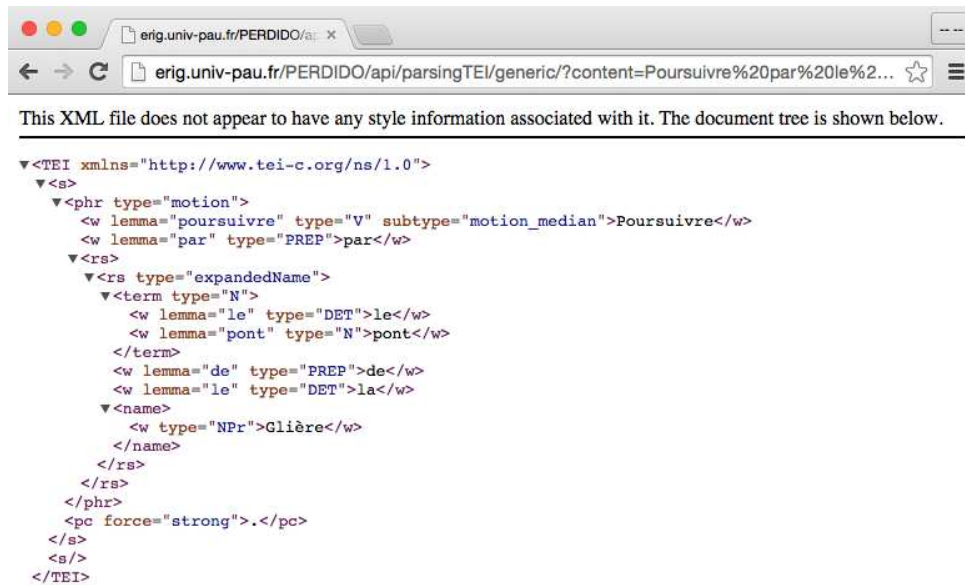 erig.univ-pau.fr/PERDIDO/a
erig.univ-pau.fr/PERDIDO/api/parsingTEI/generic/?content=Poursuivre%20par%20le%2...
This XML file does not appear to have any style information associated with it. The document tree is shown below.
▼<TEI xmlns="http://www.tei-c.org/ns/1.0">
▼<s>
▼<phr type="motion">
<w lemma="poursuivre" type="V" subtype="motion_median">Poursuivre</w>
<w lemma="par" type="PREP">par</w>
▼<rs>
▼<rs type="expandedName">
▼<term type="N">
<w lemma="le" type="DET">le</w>
<w lemma="pont" type="N">pont</w>
</term>
<w lemma="de" type="PREP">de</w>
<w lemma="le" type="DET">la</w>
▼<name>
<w type="NPr">Glière</w>
</name>
</rs>
</rs>
</phr>
<pc force="strong">.</pc>
</s>
<s/>
</TEI>